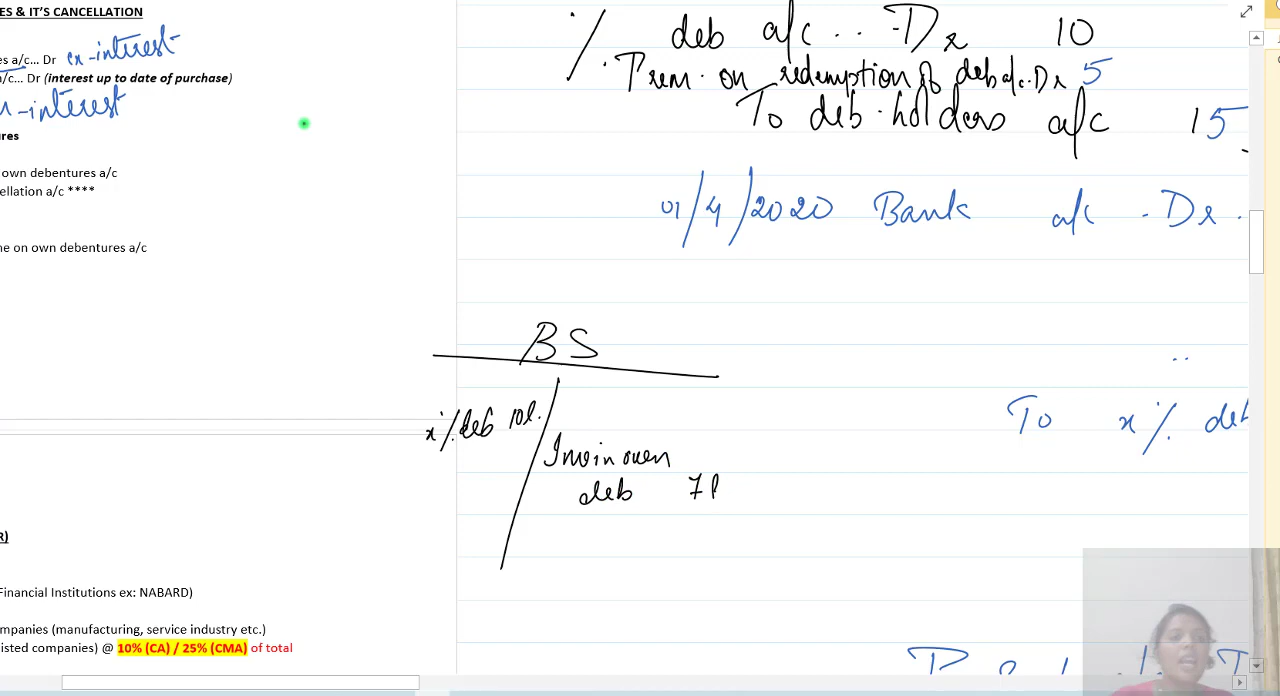 ES & IT'S CANCELLATION
es a/c... Dr ex-interest
a/c... Dr (interest up to date of purchase)
-interest
ures
own debentures a/c
ellation a/c ****
ne on own debentures a/c
R)
Financial Institutions ex: NABARD)
mpanies (manufacturing, service industry etc.)
isted companies) @ 10% (CA) / 25% (CMA) of total
% deb a/c .. Dr 10
Prem. on redemption of deb a/c. Dr 5
To deb. holders a/c 15
01/4/2020 Bank a/c - Dr.
BS
x% deb 10l.
Inv in own
deb 7l
To x% deb